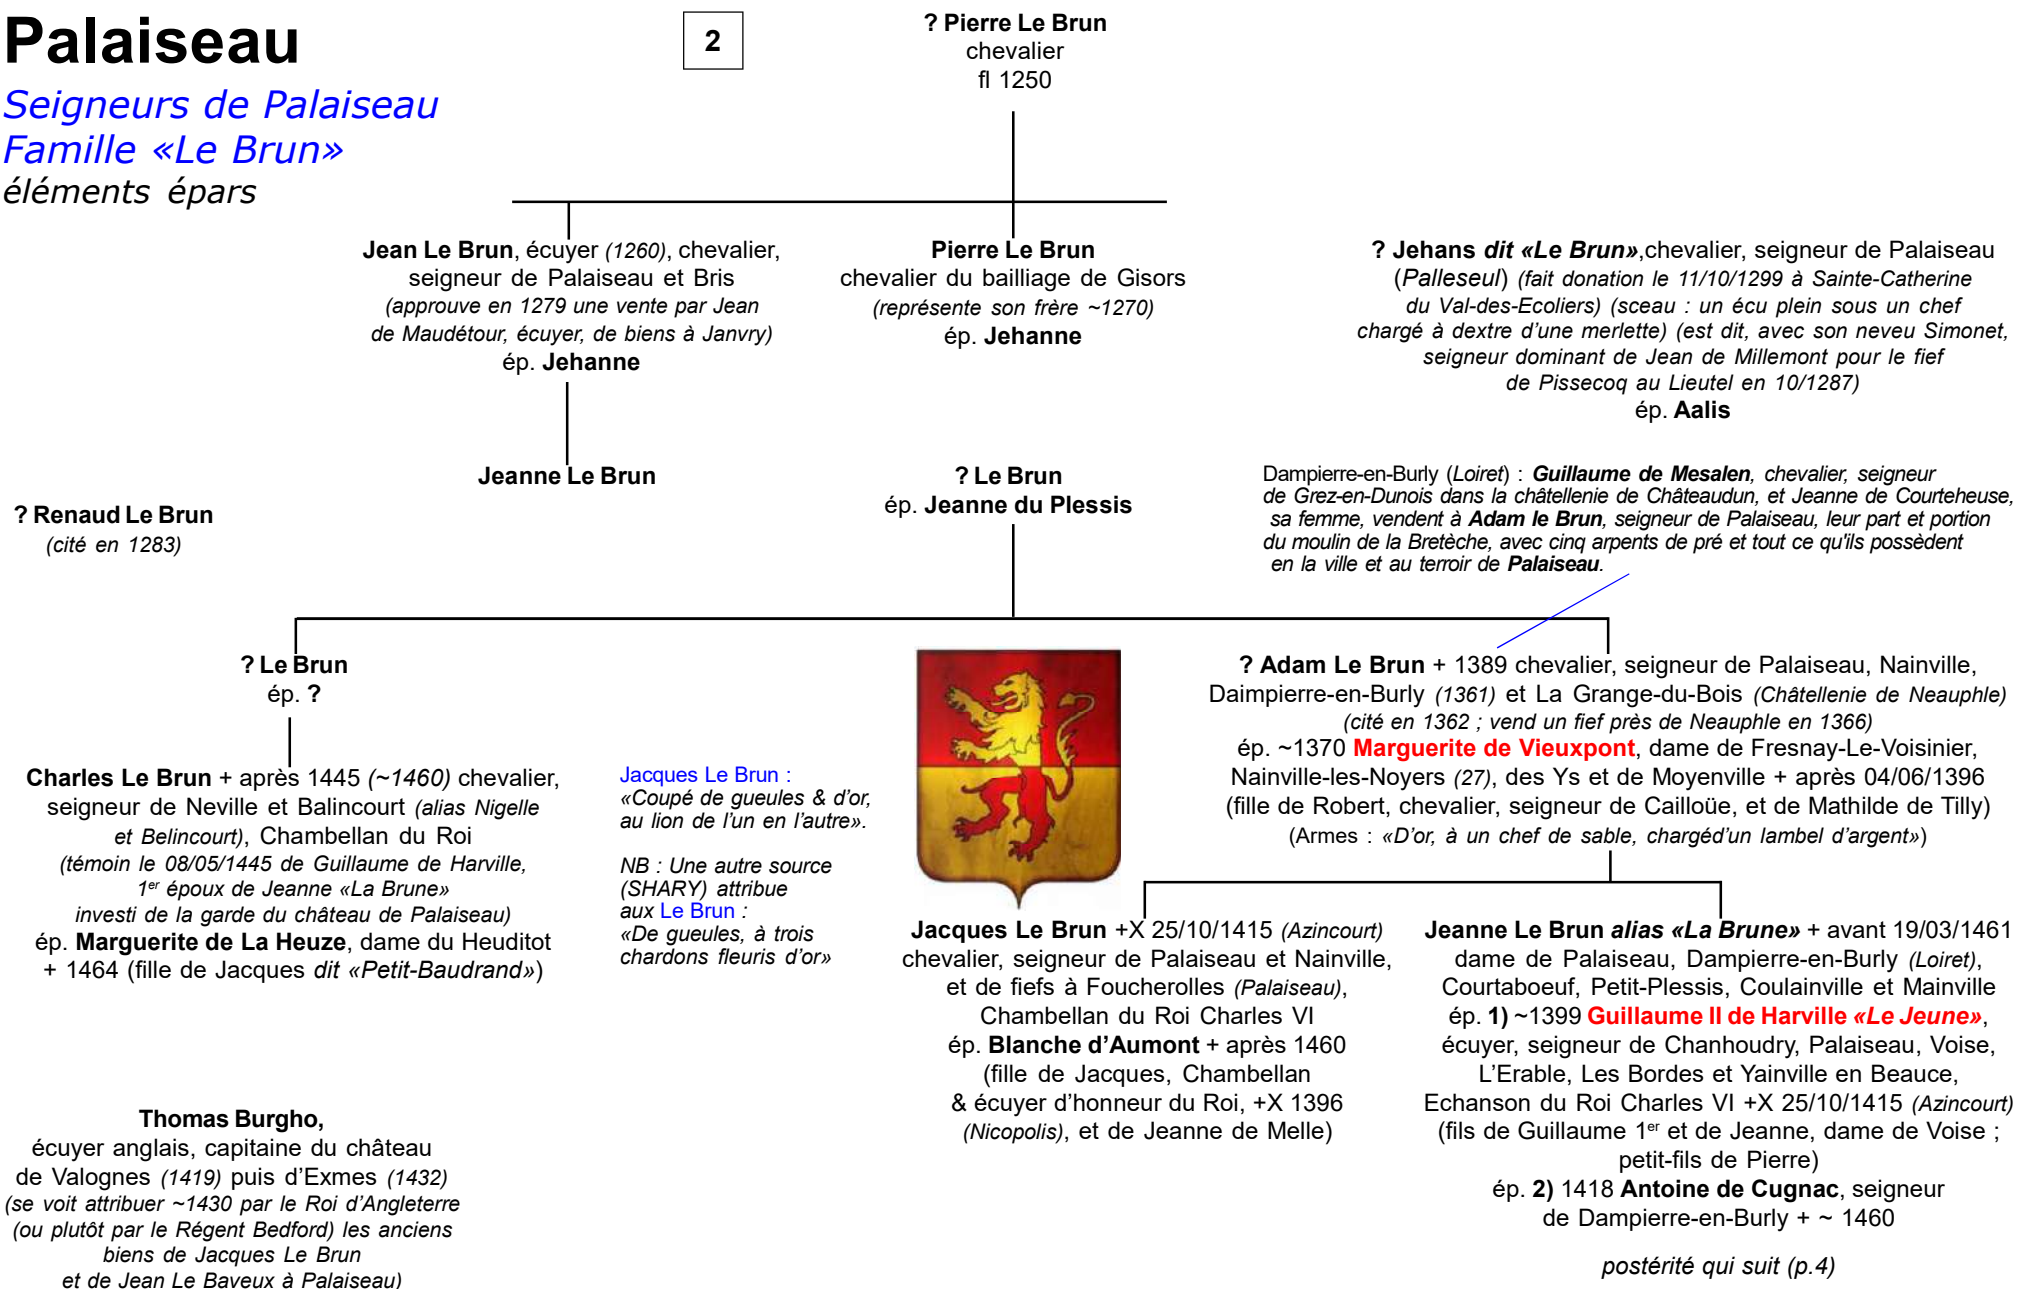 Palaiseau
Seigneurs de Palaiseau
Famille «Le Brun»
éléments épars
2
? Pierre Le Brun
chevalier
fl 1250
Jean Le Brun, écuyer (1260), chevalier,
seigneur de Palaiseau et Bris
(approuve en 1279 une vente par Jean
de Maudétour, écuyer, de biens à Janvry)
ép. Jehanne
Pierre Le Brun
chevalier du bailliage de Gisors
(représente son frère ~1270)
ép. Jehanne
? Jehans dit «Le Brun»,chevalier, seigneur de Palaiseau
(Palleseul) (fait donation le 11/10/1299 à Sainte-Catherine
du Val-des-Ecoliers) (sceau : un écu plein sous un chef
chargé à dextre d’une merlette) (est dit, avec son neveu Simonet,
seigneur dominant de Jean de Millemont pour le fief
de Pissecoq au Lieutel en 10/1287)
ép. Aalis
Jeanne Le Brun
? Le Brun
ép. Jeanne du Plessis
Dampierre-en-Burly (Loiret) : Guillaume de Mesalen, chevalier, seigneur
de Grez-en-Dunois dans la châtellenie de Châteaudun, et Jeanne de Courteheuse,
sa femme, vendent à Adam le Brun, seigneur de Palaiseau, leur part et portion
du moulin de la Bretèche, avec cinq arpents de pré et tout ce qu'ils possèdent
en la ville et au terroir de Palaiseau.
? Renaud Le Brun
(cité en 1283)
? Le Brun
ép. ?
? Adam Le Brun + 1389 chevalier, seigneur de Palaiseau, Nainville,
Daimpierre-en-Burly (1361) et La Grange-du-Bois (Châtellenie de Neauphle)
(cité en 1362 ; vend un fief près de Neauphle en 1366)
ép. ~1370 Marguerite de Vieuxpont, dame de Fresnay-Le-Voisinier,
Nainville-les-Noyers (27), des Ys et de Moyenville + après 04/06/1396
(fille de Robert, chevalier, seigneur de Cailloüe, et de Mathilde de Tilly)
(Armes : «D’or, à un chef de sable, chargéd’un lambel d’argent»)
Charles Le Brun + après 1445 (~1460) chevalier,
seigneur de Neville et Balincourt (alias Nigelle
et Belincourt), Chambellan du Roi
(témoin le 08/05/1445 de Guillaume de Harville,
1er époux de Jeanne «La Brune»
investi de la garde du château de Palaiseau)
ép. Marguerite de La Heuze, dame du Heuditot
+ 1464 (fille de Jacques dit «Petit-Baudrand»)
Jacques Le Brun :
«Coupé de gueules & d’or,
au lion de l’un en l’autre».
NB : Une autre source
(SHARY) attribue
aux Le Brun :
«De gueules, à trois
chardons fleuris d’or»
Jacques Le Brun +X 25/10/1415 (Azincourt)
chevalier, seigneur de Palaiseau et Nainville,
et de fiefs à Foucherolles (Palaiseau),
Chambellan du Roi Charles VI
ép. Blanche d’Aumont + après 1460
(fille de Jacques, Chambellan
& écuyer d’honneur du Roi, +X 1396
(Nicopolis), et de Jeanne de Melle)
Jeanne Le Brun alias «La Brune» + avant 19/03/1461
dame de Palaiseau, Dampierre-en-Burly (Loiret),
Courtaboeuf, Petit-Plessis, Coulainville et Mainville
ép. 1) ~1399 Guillaume II de Harville «Le Jeune»,
écuyer, seigneur de Chanhoudry, Palaiseau, Voise,
L’Erable, Les Bordes et Yainville en Beauce,
Echanson du Roi Charles VI +X 25/10/1415 (Azincourt)
(fils de Guillaume 1er et de Jeanne, dame de Voise ;
petit-fils de Pierre)
ép. 2) 1418 Antoine de Cugnac, seigneur
de Dampierre-en-Burly + ~ 1460
postérité qui suit (p.4)
Thomas Burgho,
écuyer anglais, capitaine du château
de Valognes (1419) puis d’Exmes (1432)
(se voit attribuer ~1430 par le Roi d’Angleterre
(ou plutôt par le Régent Bedford) les anciens
biens de Jacques Le Brun
et de Jean Le Baveux à Palaiseau)